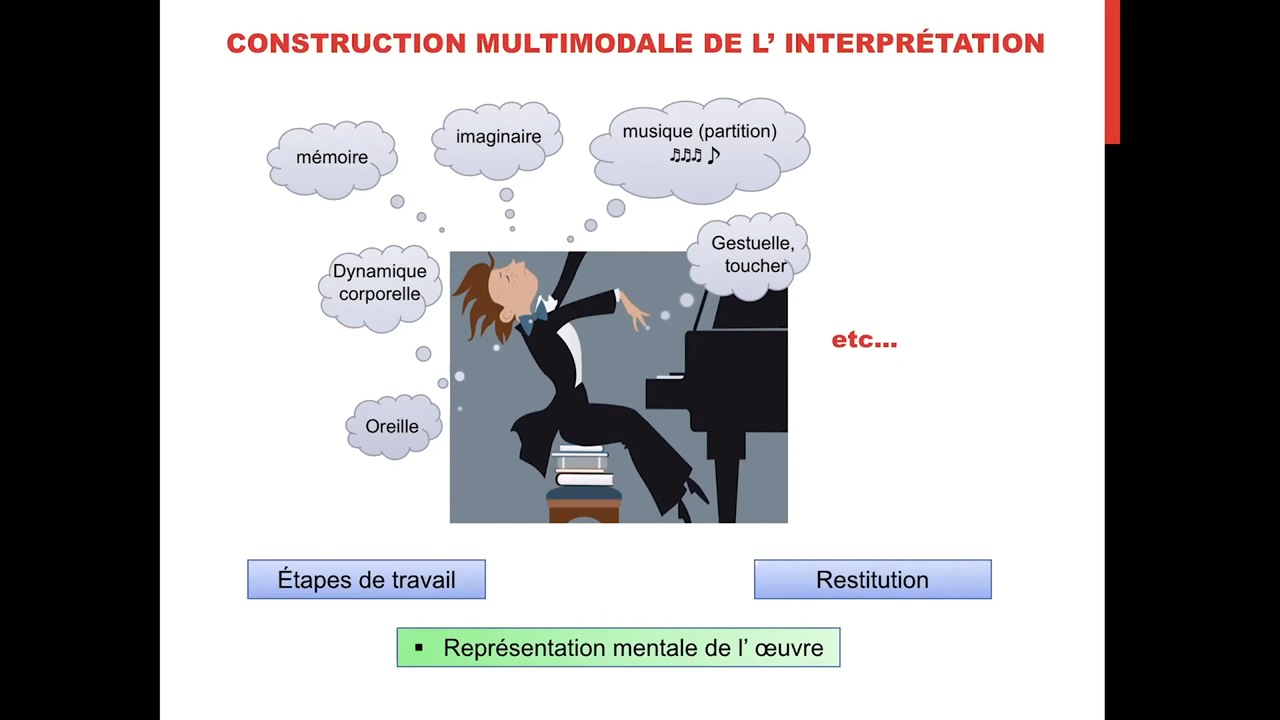 CONSTRUCTION MULTIMODALE DE L’ INTERPRÉTATION
mémoire
imaginaire
musique (partition)
♫♫♫ ♪
Gestuelle,
toucher
Dynamique
corporelle
etc...
Oreille
Étapes de travail
Restitution
▪ Représentation mentale de l’ œuvre